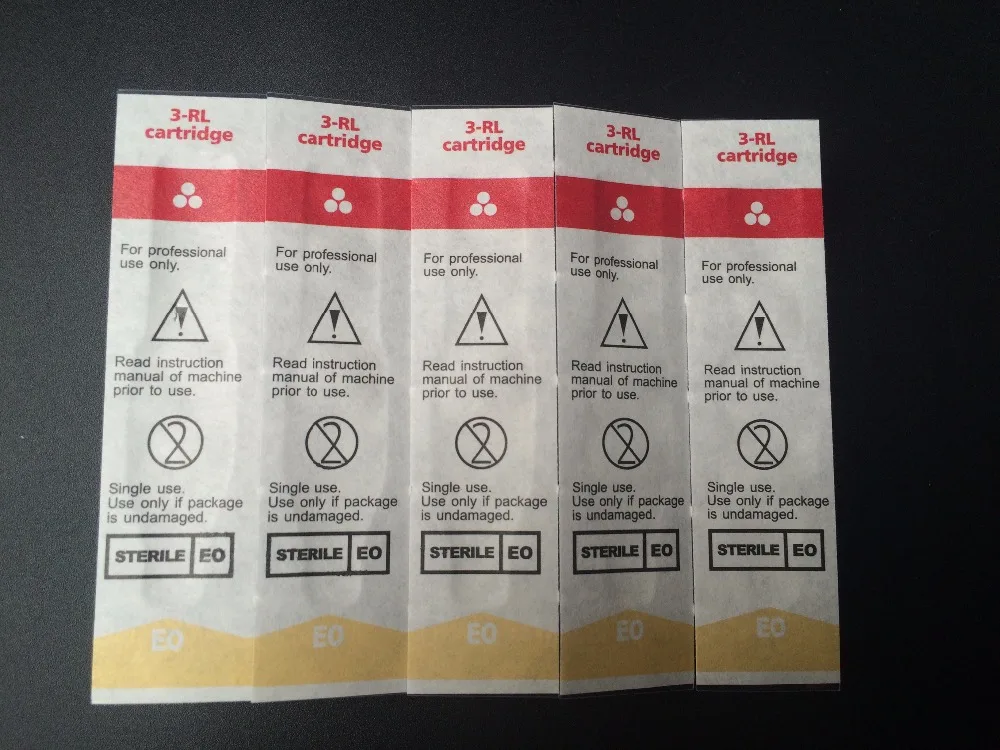 3-RL
cartridge
For professional
use only.
Read instruction
manual of machine
prior to use.
2
Single use.
Use only if package
is undamaged.
STERILE EO
EO
3-RL
cartridge
For professional
use only.
Read instruction
manual of machine
prior to use.
2
Single use.
Use only if package
is undamaged.
STERILE EO
EO
3-RL
cartridge
For professional
use only.
Read instruction
manual of machine
prior to use.
2
Single use.
Use only if package
is undamaged.
STERILE EO
EO
3-RL
cartridge
For professional
use only.
Read instruction
manual of machine
prior to use.
2
Single use.
Use only if package
is undamaged.
STERILE EO
EO
3-RL
cartridge
For professional
use only.
Read instruction
manual of machine
prior to use.
2
Single use.
Use only if package
is undamaged.
STERILE EO
EO